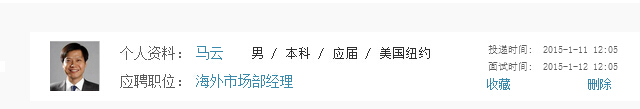 个人资料： 马云 男 / 本科 / 应届 / 美国纽约
投递时间： 2015-1-11 12:05
面试时间： 2015-1-12 12:05
应聘职位： 海外市场部经理
收藏 删除